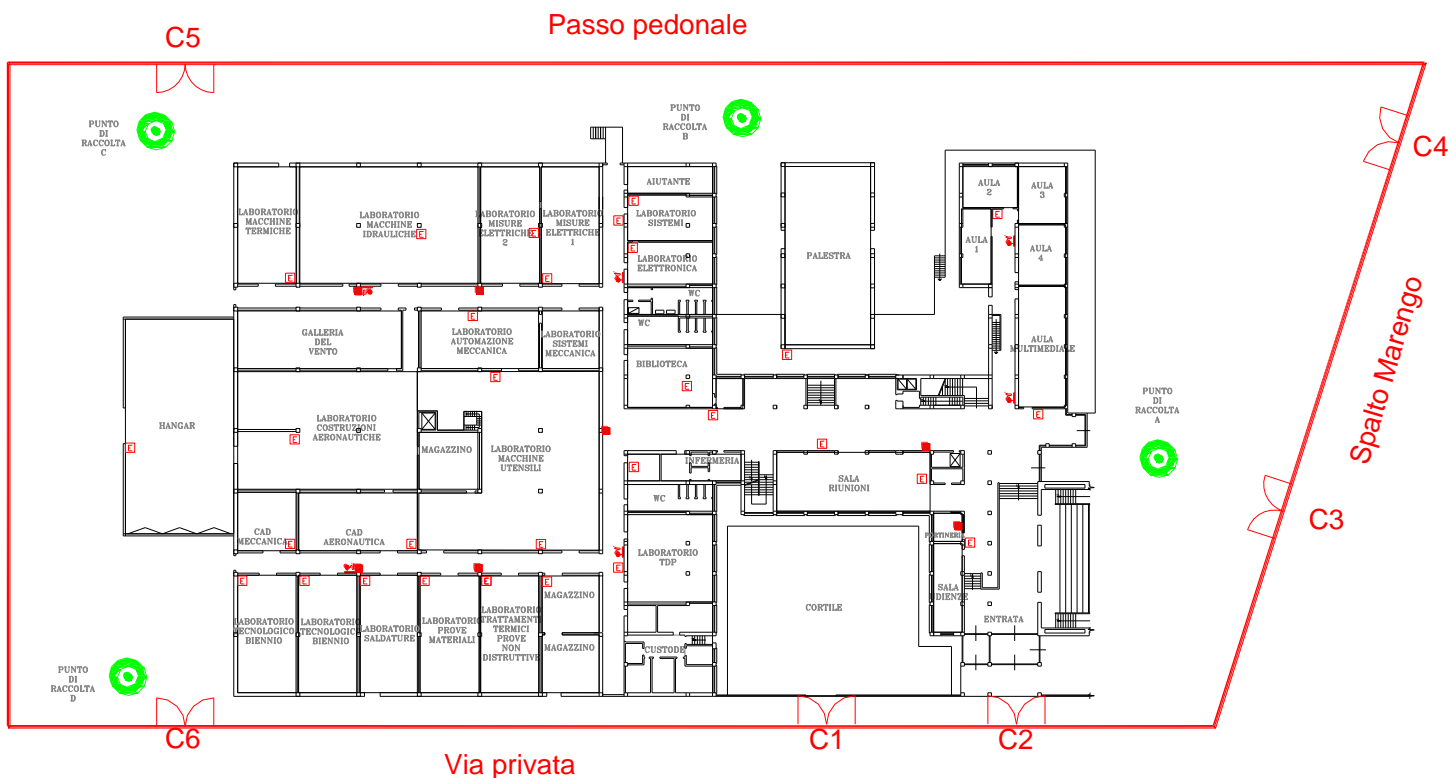 Passo pedonale
C5
C4
PUNTO
DI
RACCOLTA
C
PUNTO
DI
RACCOLTA
B
LABORATORIO
MACCHINE
TERMICHE
LABORATORIO
MACCHINE
IDRAULICHE
E
LABORATORIO
MISURE
ELETTRICHE
2
E
LABORATORIO
MISURE
ELETTRICHE
1
E
E
AIUTANTE
E
LABORATORIO
SISTEMI
E
E
LABORATORIO
ELETTRONICA
WC
WC
BIBLIOTECA
E
E
PALESTRA
E
AULA
2
AULA
3
E
AULA
1
AULA
4
AULA
MULTIMEDIALE
E
GALLERIA
DEL
VENTO
E
LABORATORIO
AUTOMAZIONE
MECCANICA
LABORATORIO
SISTEMI
MECCANICA
E
HANGAR
E
LABORATORIO
COSTRUZIONI
AERONAUTICHE
E
MAGAZZINO
LABORATORIO
MACCHINE
UTENSILI
E
INFERMERIA
E
WC
E
SALA
RIUNIONI
E
PUNTO
DI
RACCOLTA
A
Spalto Marengo
C3
CAD
MECCANICA
E
CAD
AERONAUTICA
E
E
LABORATORIO
TDP
E
PORTINERIA
E
SALA
UDIENZE
CORTILE
ENTRATA
E
LABORATORIO
TECNOLOGICO
BIENNIO
E
LABORATORIO
TECNOLOGICO
BIENNIO
E
LABORATORIO
SALDATURE
E
LABORATORIO
PROVE
MATERIALI
E
LABORATORIO
TRATTAMENTI
TERMICI
PROVE
NON
DISTRUTTIVE
E
MAGAZZINO
MAGAZZINO
CUSTODE
PUNTO
DI
RACCOLTA
D
C6
C1
C2
Via privata